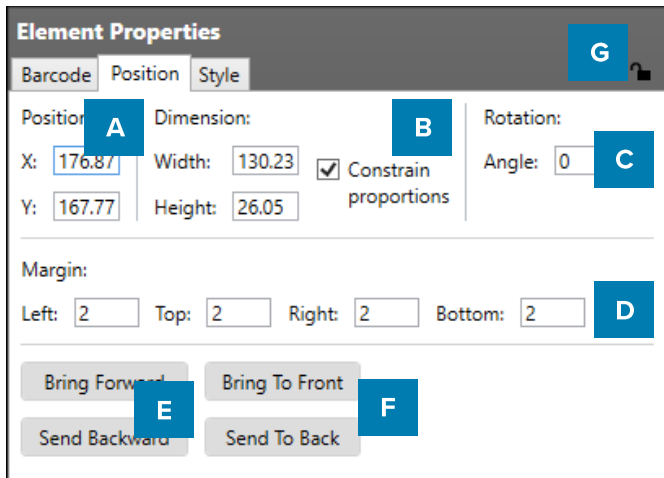 Element Properties
G
Barcode Position Style
Position A Dimension: B Rotation:
X: 176.87 Width: 130.23 Constrain proportions Angle: 0 C
Y: 167.77 Height: 26.05
Margin:
Left: 2 Top: 2 Right: 2 Bottom: 2 D
Bring Forward Bring To Front
E F
Send Backward Send To Back